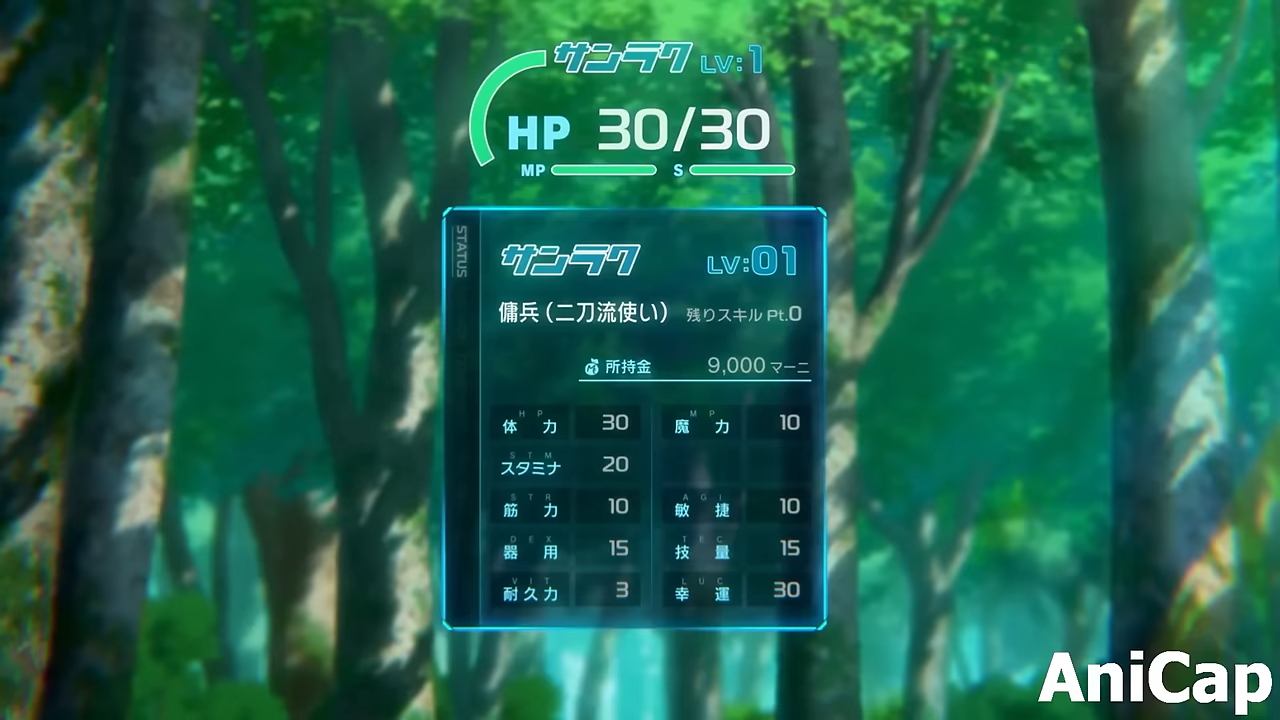 サンラク LV:1
HP 30/30
MP S
STATUS
サンラク LV:01
傭兵(二刀流使い) 残りスキル Pt.0
所持金 9,000 マーニ
HP MP
体力 30 魔力 10
STM
スタミナ 20
STR AGI
筋力 10 敏捷 10
DEX TEC
器用 15 技量 15
VIT LUC
耐久力 3 幸運 30
AniCap